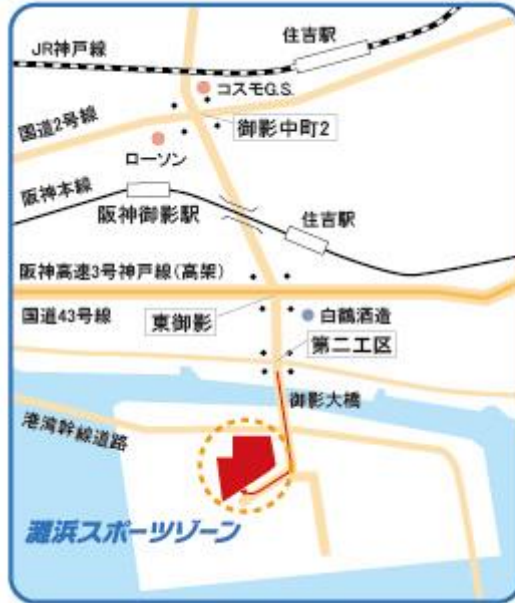 住吉駅
JR神戸線
コスモG.S.
国道2号線
御影中町2
ローソン
阪神本線
阪神御影駅
住吉駅
阪神高速3号神戸線(高架)
国道43号線
白鶴酒造
東御影
第二工区
御影大橋
港湾幹線道路
灘浜スポーツゾーン